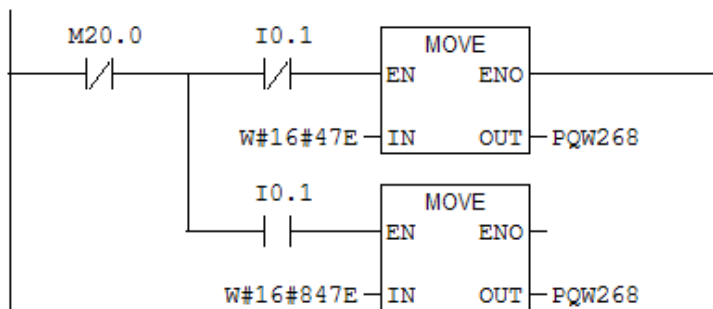 M20.0 I0.1 MOVE
EN ENO
W#16#47E IN OUT PQW268
I0.1 MOVE
EN ENO
W#16#847E IN OUT PQW268